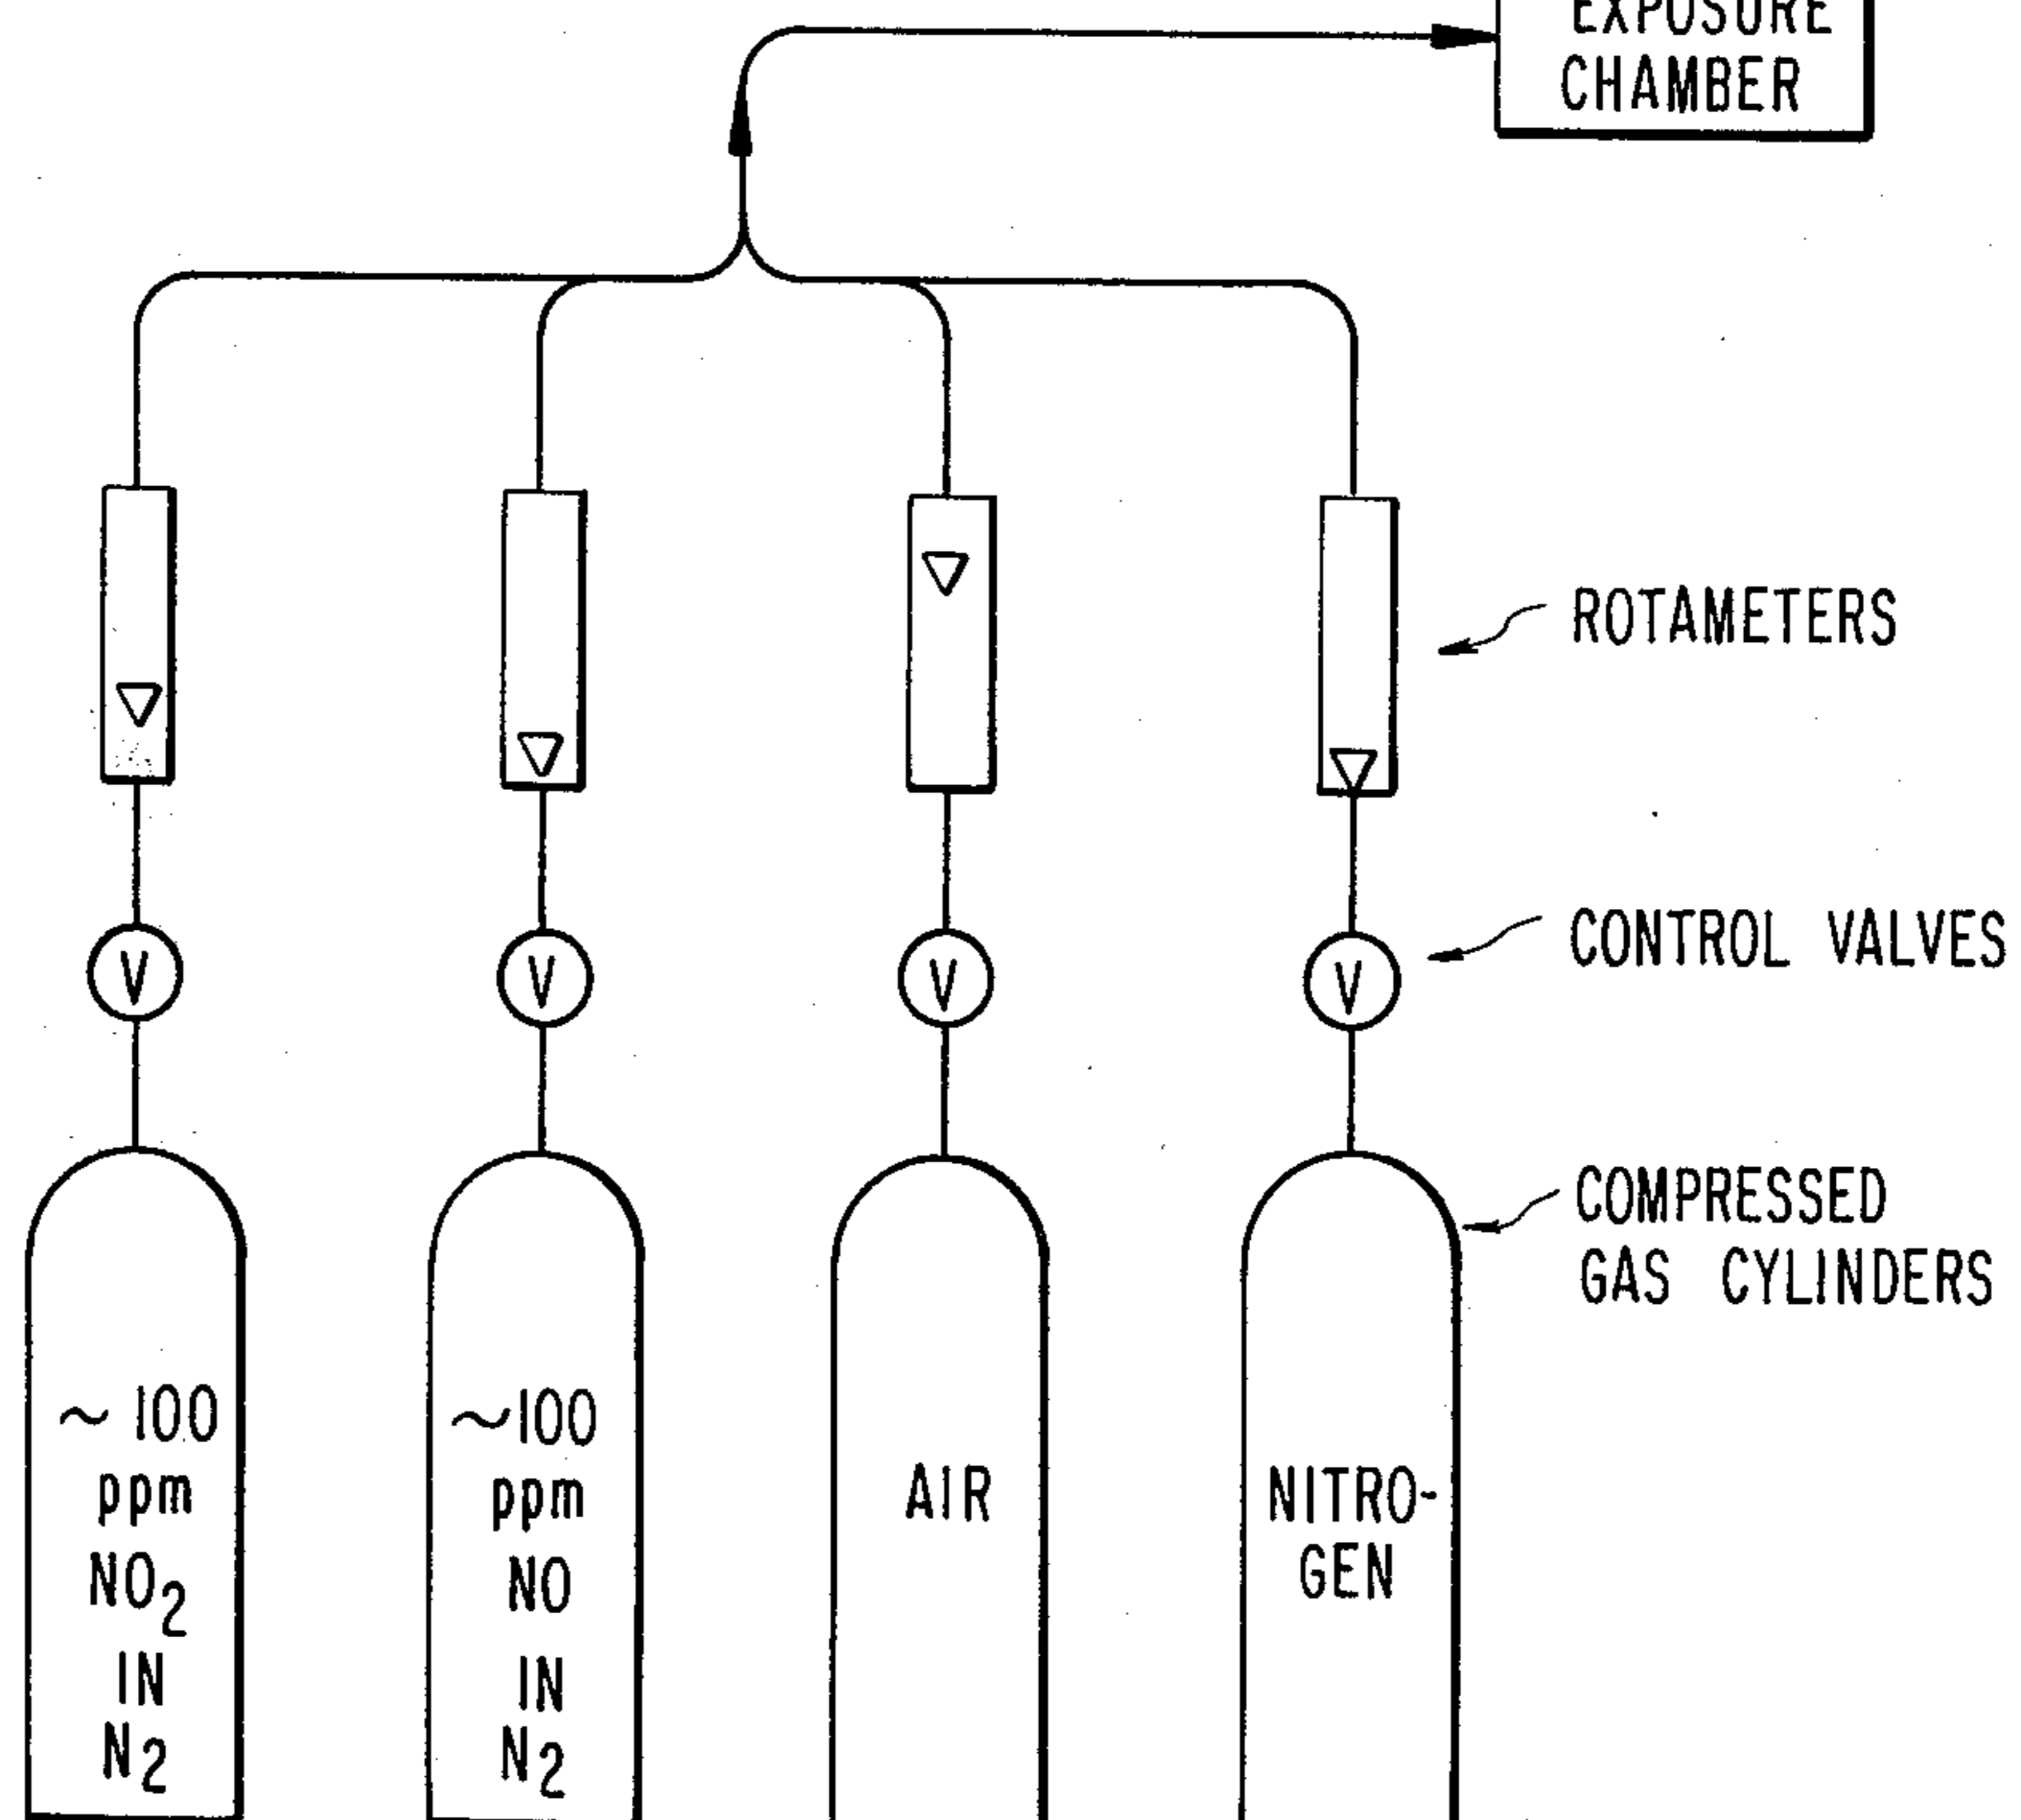 EXPOSURE
CHAMBER
ROTAMETERS
V
V
V
V
CONTROL VALVES
COMPRESSED
GAS CYLINDERS
~ 100
ppm
NO2
IN
N2
~100
ppm
NO
IN
N2
AIR
NITRO-
GEN